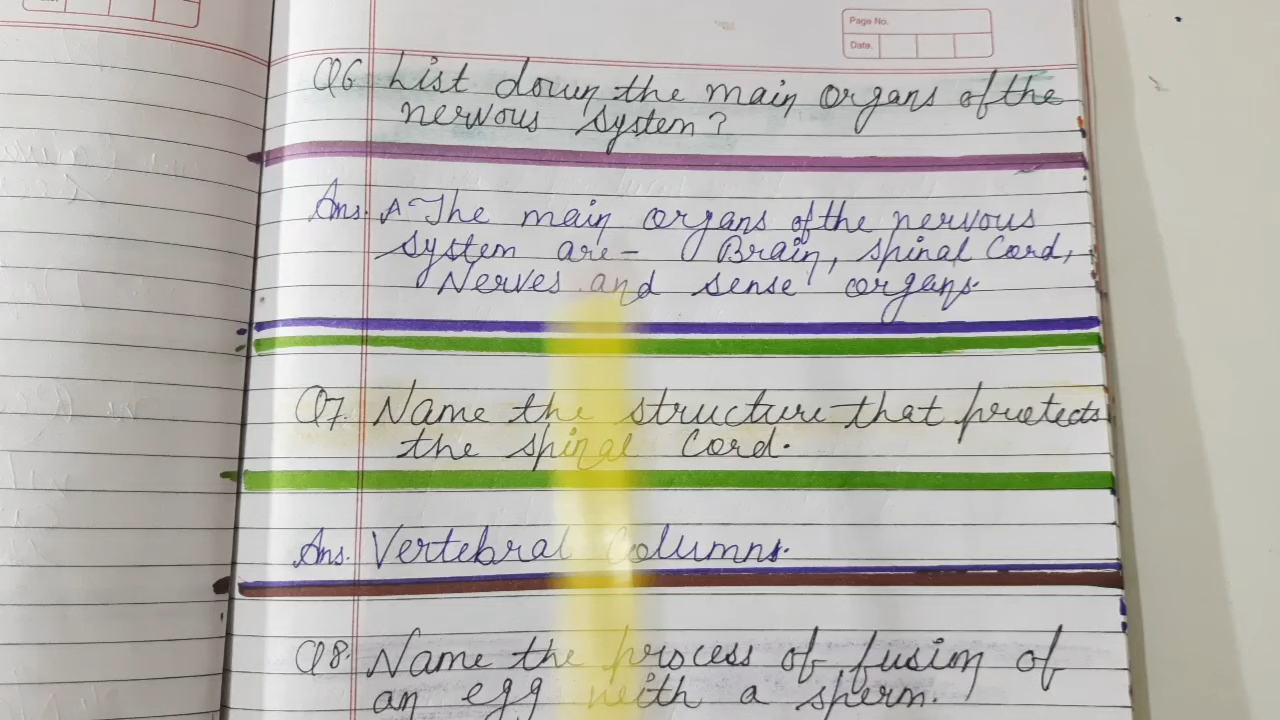 Page No.
Date.
Q6 List down the main organs of the
nervous system?
Ans. A The main organs of the nervous
system are - Brain, spinal Cord,
Nerves and sense organs.
Q7. Name the structure that protects
the spinal Cord.
Ans. Vertebral Columns.
Q8. Name the process of fusion of
an egg with a sperm.